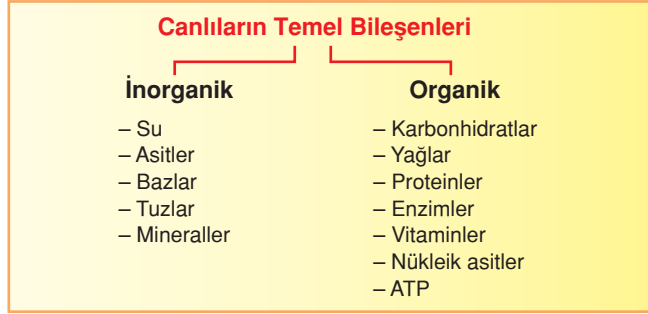 Canlıların Temel Bileşenleri
İnorganik
– Su
– Asitler
– Bazlar
– Tuzlar
– Mineraller
Organik
– Karbonhidratlar
– Yağlar
– Proteinler
– Enzimler
– Vitaminler
– Nükleik asitler
– ATP